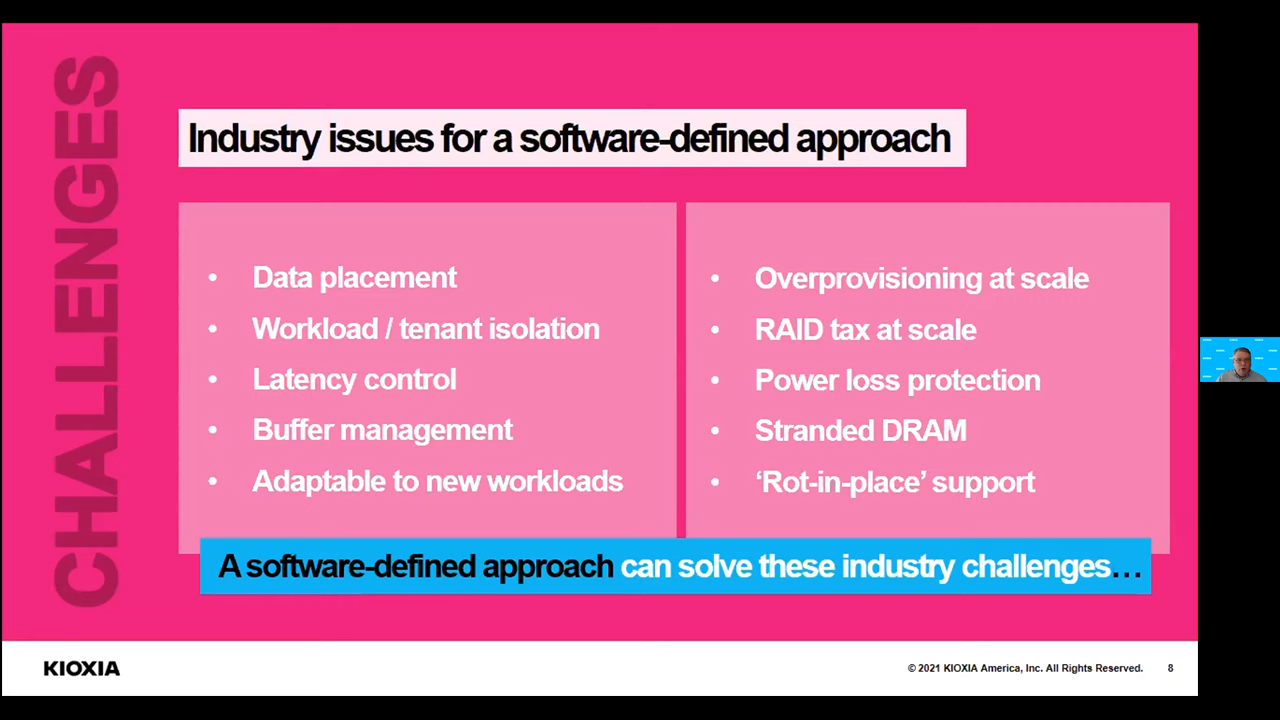 CHALLENGES
Industry issues for a software-defined approach
• Data placement
• Workload / tenant isolation
• Latency control
• Buffer management
• Adaptable to new workloads
• Overprovisioning at scale
• RAID tax at scale
• Power loss protection
• Stranded DRAM
• ‘Rot-in-place’ support
A software-defined approach can solve these industry challenges…
KIOXIA
© 2021 KIOXIA America, Inc. All Rights Reserved.
8